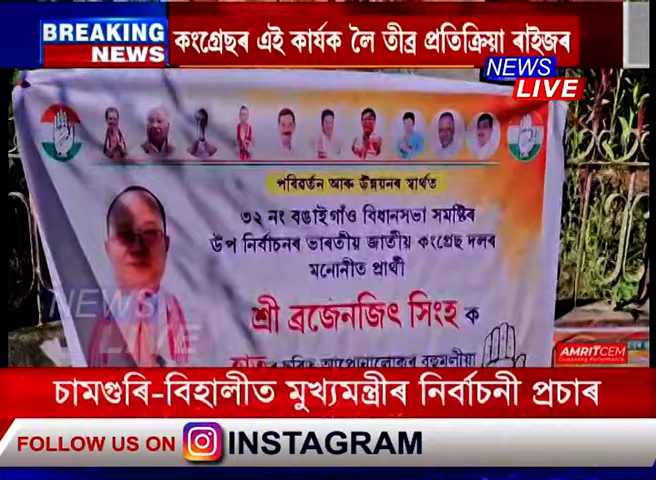 BREAKING
NEWS
কংগ্ৰেছৰ এই কাৰ্যক লৈ তীব্ৰ প্ৰতিক্ৰিয়া ৰাইজৰ
NEWS
LIVE
পৰিৱৰ্তন আৰু উন্নয়নৰ স্বাৰ্থত
৩২ নং বঙাইগাঁও বিধানসভা সমষ্টিৰ
উপ নিৰ্বাচনৰ ভাৰতীয় জাতীয় কংগ্ৰেছ দলৰ
মনোনীত প্ৰাৰ্থী
শ্ৰী ব্ৰজেনজিৎ সিংহ ক
NEWS
LIVE
AMRITCEM
চামগুৰি-বিহালীত মুখ্যমন্ত্ৰীৰ নিৰ্বাচনী প্ৰচাৰ
FOLLOW US ON INSTAGRAM